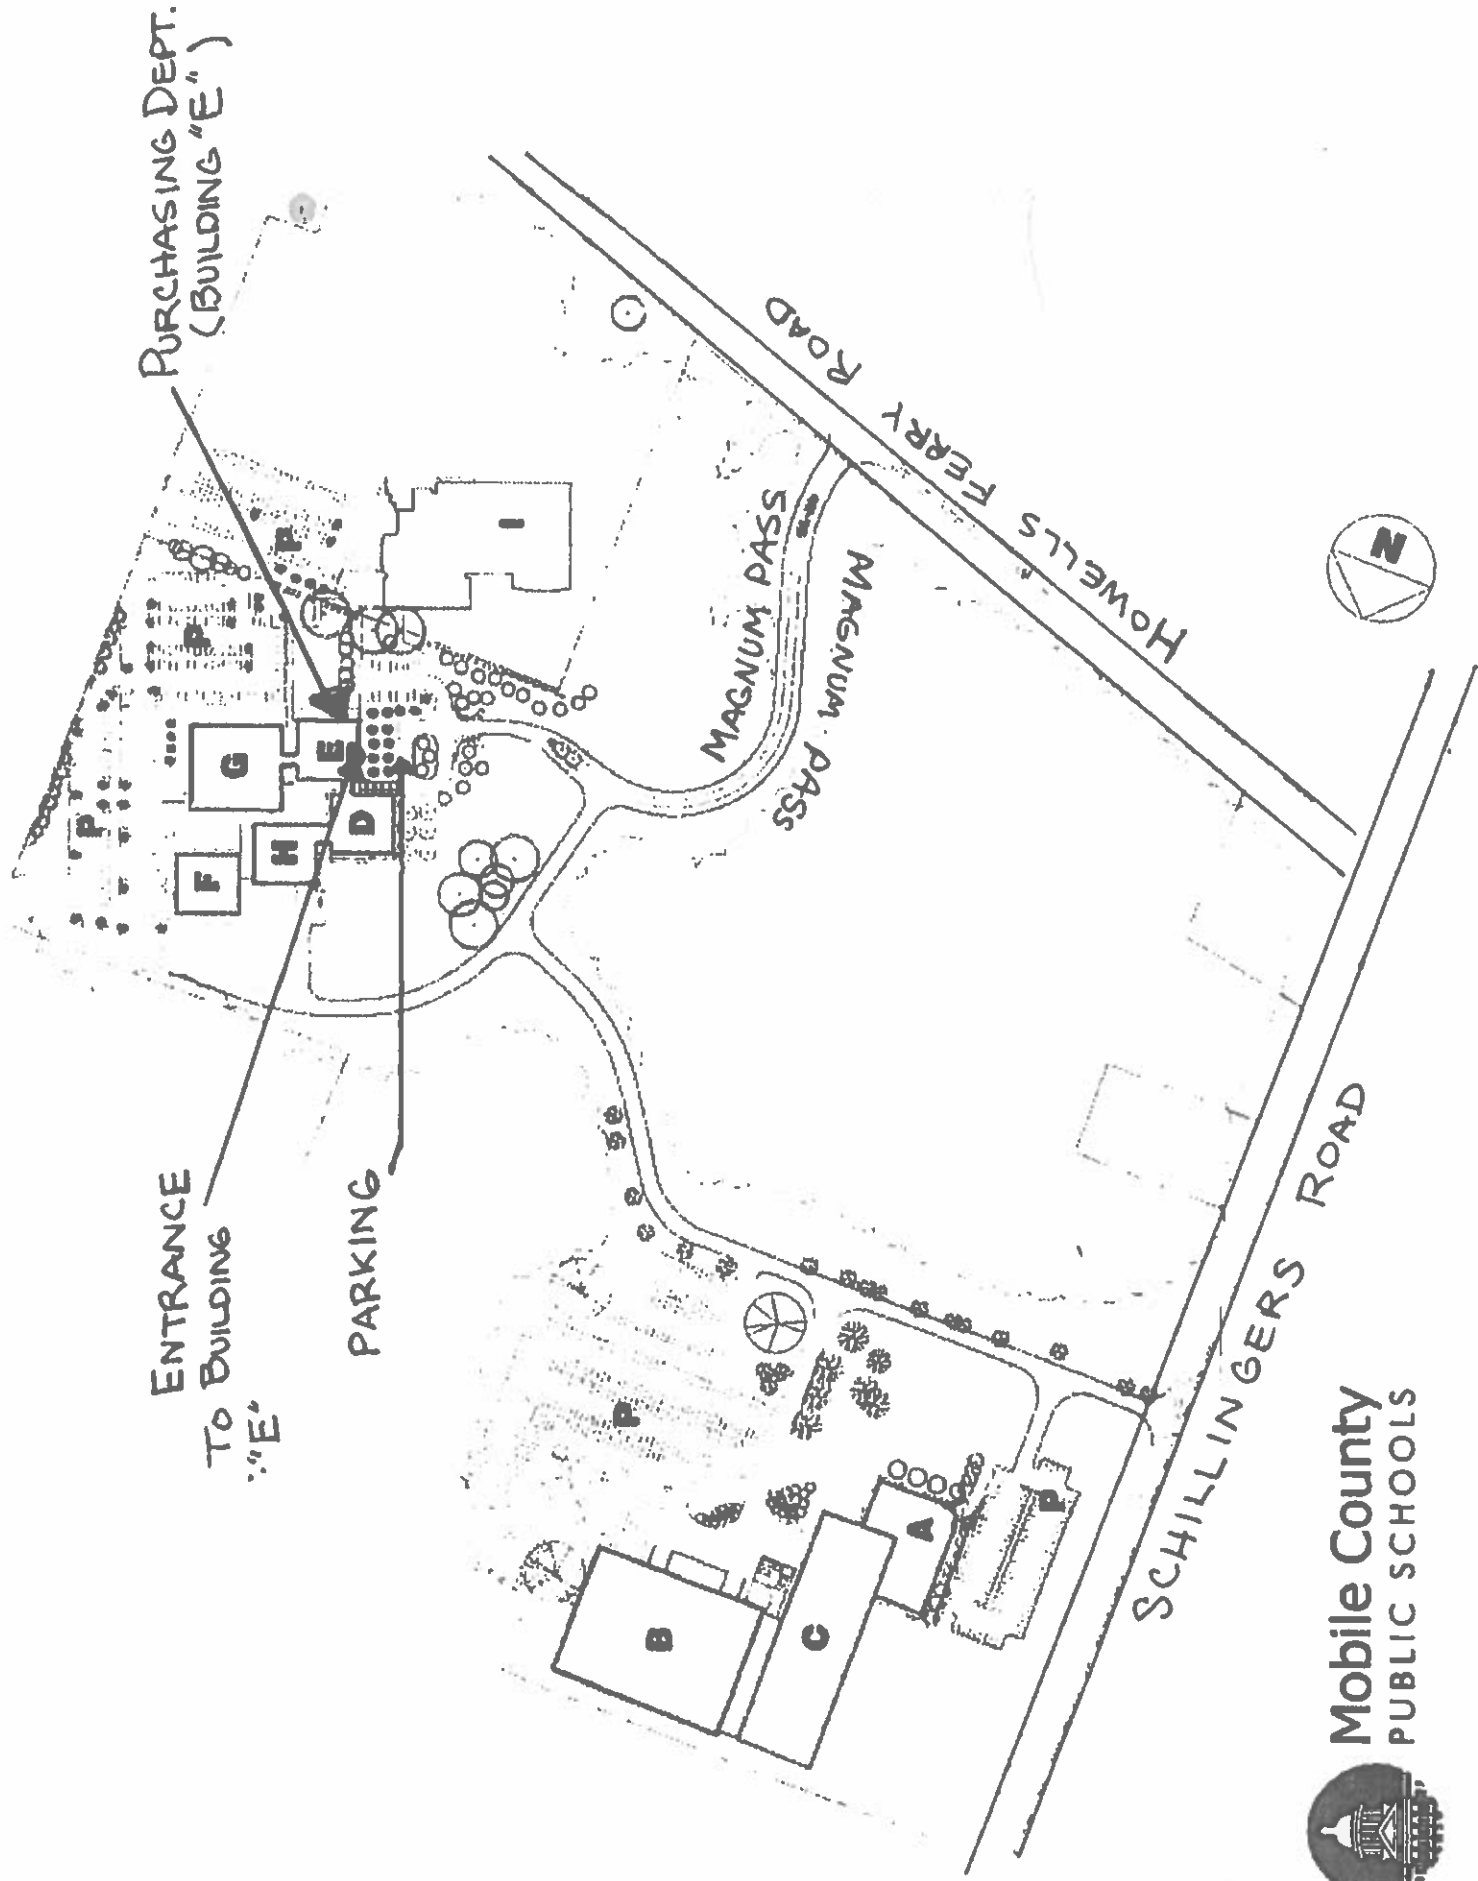 PURCHASING DEPT.
(BUILDING "E")
ENTRANCE
TO BUILDING
"E"
PARKING
P
P
P
P
P
G
E
F
H
D
I
B
C
A
MAGNUM PASS
MAGNUM PASS
HOWELLS FERRY ROAD
SCHILLINGERS ROAD
N
Mobile County
PUBLIC SCHOOLS